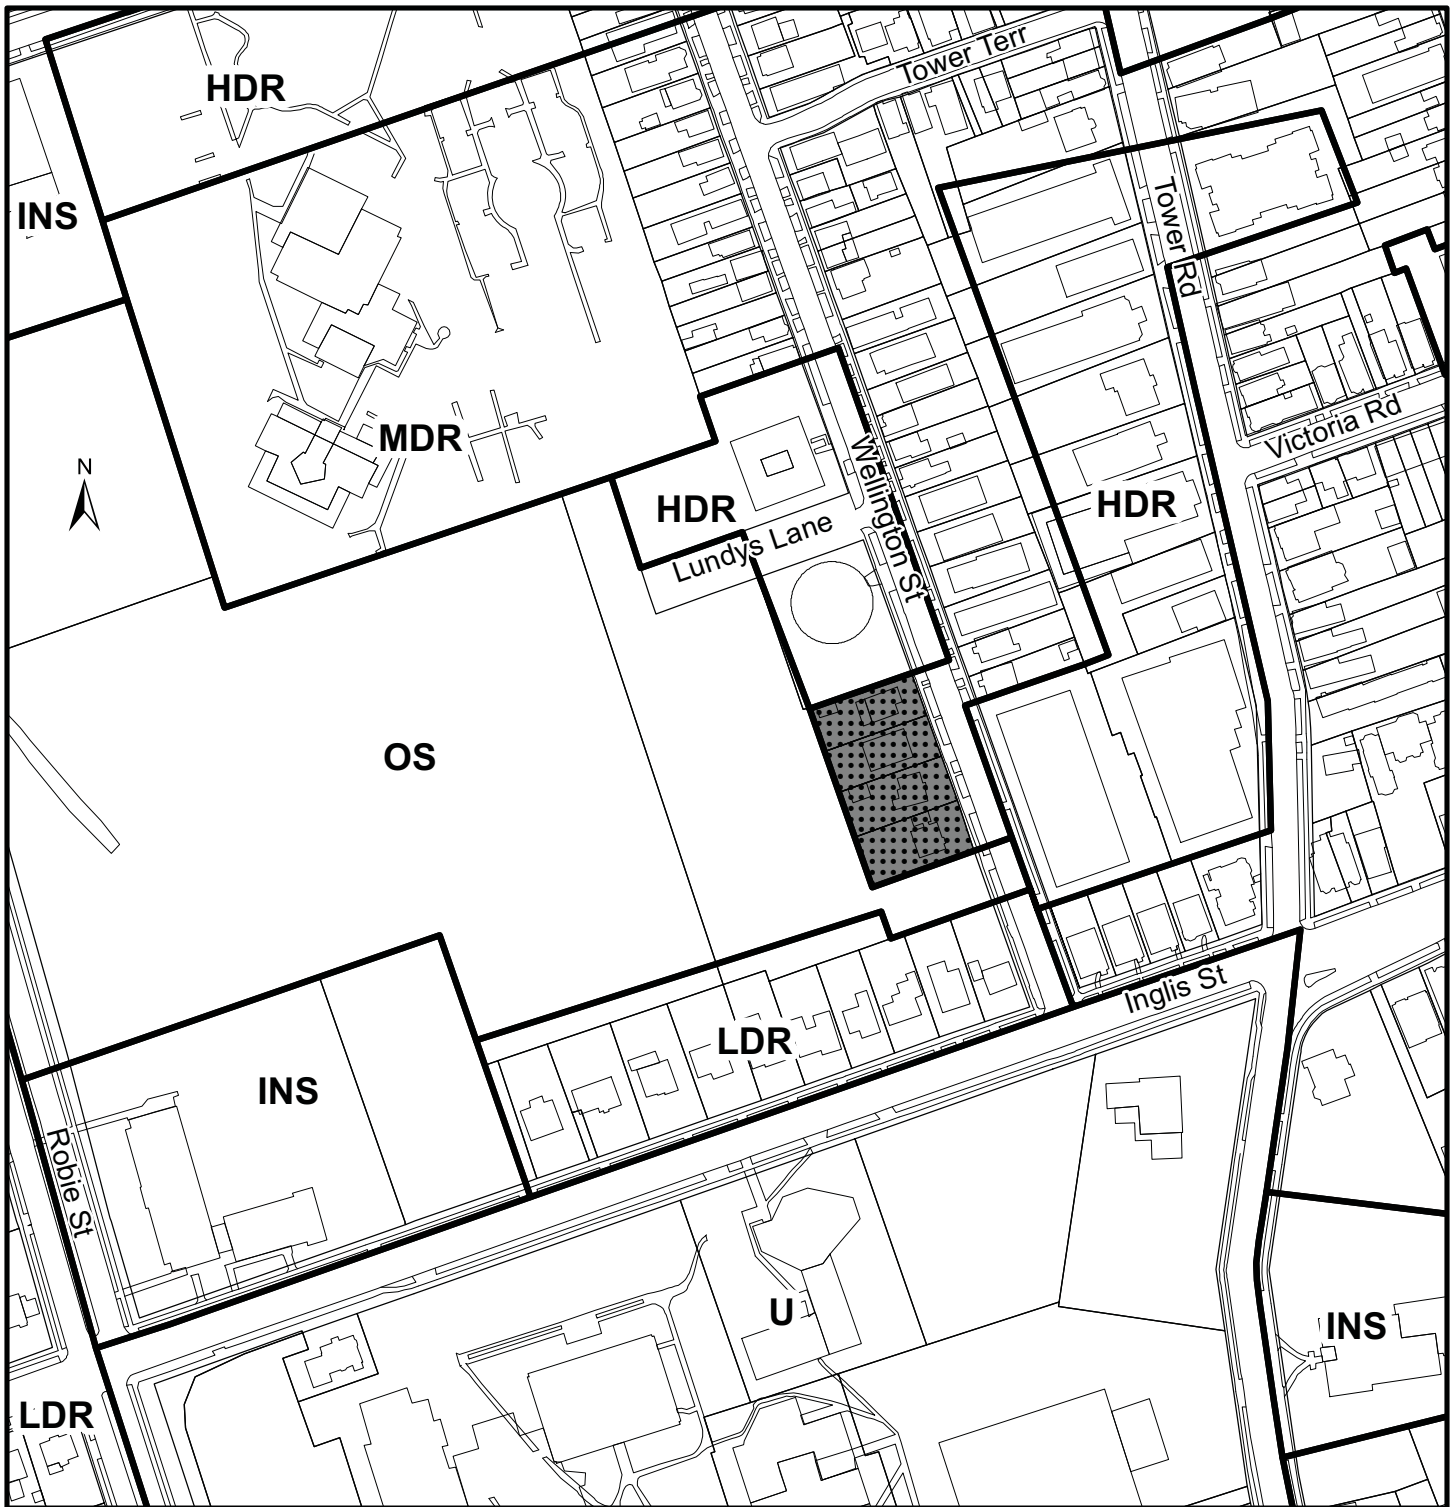 Tower Terr
HDR
INS
Tower Rd
Victoria Rd
MDR
N
Wellington St
HDR
HDR
Lundys Lane
OS
Inglis St
LDR
INS
Robie St
U
INS
LDR